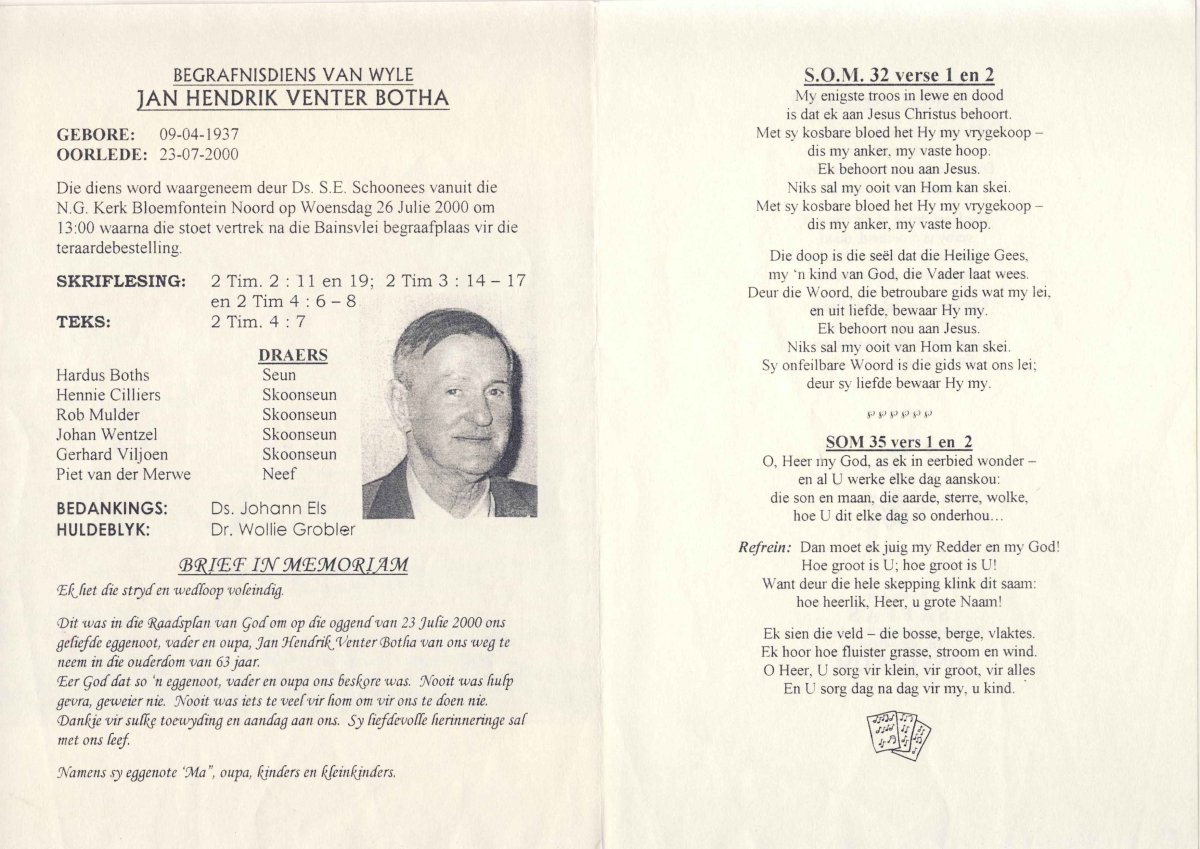 BEGRAFNISDIENS VAN WYLE
JAN HENDRIK VENTER BOTHA
GEBORE: 09-04-1937
OORLEDE: 23-07-2000
Die diens word waargeneem deur Ds. S.E. Schoonees vanuit die
N.G. Kerk Bloemfontein Noord op Woensdag 26 Julie 2000 om
13:00 waarna die stoet vertrek na die Bainsvlei begraafplaas vir die
teraardebestelling.
SKRIFLESING: 2 Tim. 2 : 11 en 19; 2 Tim 3 : 14 – 17
en 2 Tim 4 : 6 – 8
TEKS: 2 Tim. 4 : 7
DRAERS
Hardus Boths Seun
Hennie Cilliers Skoonseun
Rob Mulder Skoonseun
Johan Wentzel Skoonseun
Gerhard Viljoen Skoonseun
Piet van der Merwe Neef
BEDANKINGS: Ds. Johann Els
HULDEBLYK: Dr. Wollie Grobler
BRIEF IN MEMORIAM
Ek het die stryd en wedloop voleindig.
Dit was in die Raadsplan van God om op die oggend van 23 Julie 2000 ons
geliefde eggenoot, vader en oupa, Jan Hendrik Venter Botha van ons weg te
neem in die ouderdom van 63 jaar.
Eer God dat so 'n eggenoot, vader en oupa ons beskore was. Nooit was hulp
gevra, geweier nie. Nooit was iets te veel vir hom om vir ons te doen nie.
Dankie vir sulke toewyding en aandag aan ons. Sy liefdevolle herinneringe sal
met ons leef.
Namens sy eggenote 'Ma", oupa, kinders en kleinkinders.
S.O.M. 32 verse 1 en 2
My enigste troos in lewe en dood
is dat ek aan Jesus Christus behoort.
Met sy kosbare bloed het Hy my vrygekoop –
dis my anker, my vaste hoop.
Ek behoort nou aan Jesus.
Niks sal my ooit van Hom kan skei.
Met sy kosbare bloed het Hy my vrygekoop –
dis my anker, my vaste hoop.
Die doop is die seël dat die Heilige Gees,
my 'n kind van God, die Vader laat wees.
Deur die Woord, die betroubare gids wat my lei,
en uit liefde, bewaar Hy my.
Ek behoort nou aan Jesus.
Niks sal my ooit van Hom kan skei.
Sy onfeilbare Woord is die gids wat ons lei;
deur sy liefde bewaar Hy my.
SOM 35 vers 1 en 2
O, Heer my God, as ek in eerbied wonder –
en al U werke elke dag aanskou:
die son en maan, die aarde, sterre, wolke,
hoe U dit elke dag so onderhou…
Refrein: Dan moet ek juig my Redder en my God!
Hoe groot is U; hoe groot is U!
Want deur die hele skepping klink dit saam:
hoe heerlik, Heer, u grote Naam!
Ek sien die veld – die bosse, berge, vlaktes.
Ek hoor hoe fluister grasse, stroom en wind.
O Heer, U sorg vir klein, vir groot, vir alles
En U sorg dag na dag vir my, u kind.